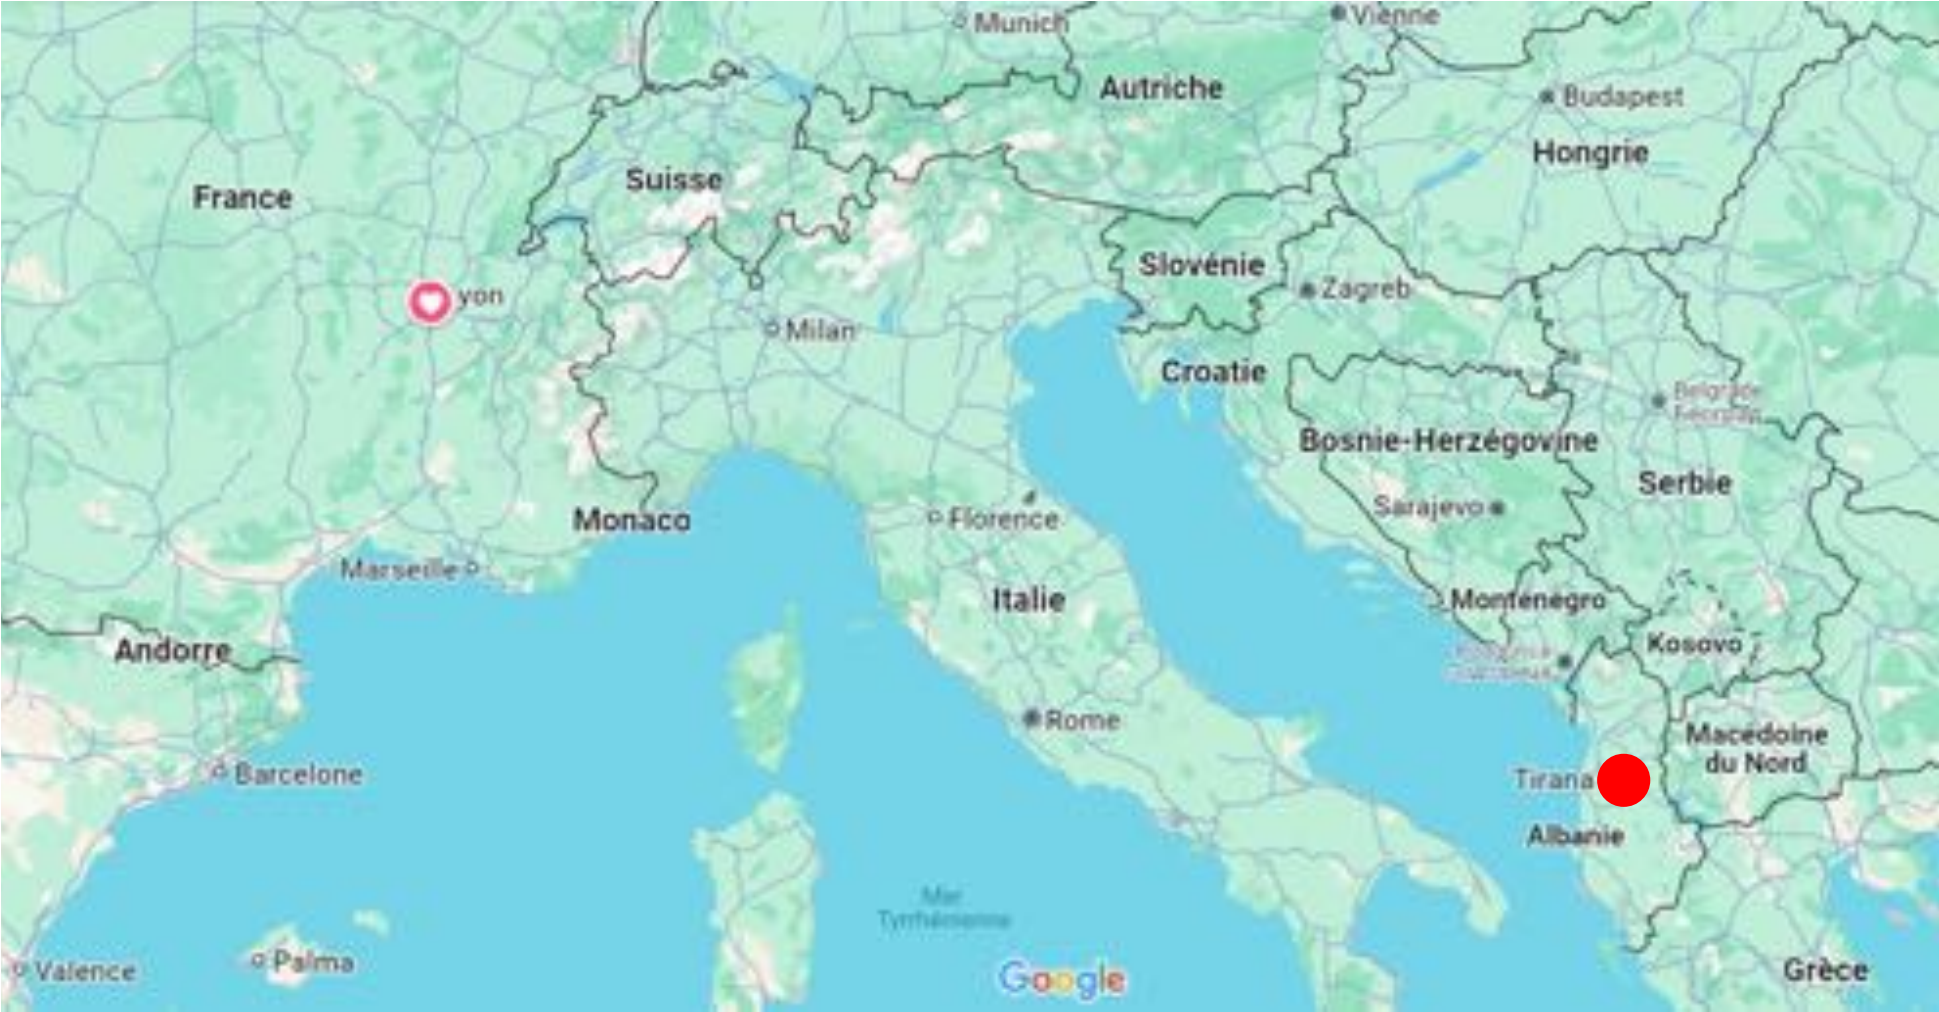 Munich
Vienne
Autriche
Budapest
Hongrie
Suisse
France
Slovénie
Zagreb
yon
Milan
Croatie
Belgrade
Bosnie-Herzégovine
Serbie
Sarajevo
Florence
Monaco
Marseille
Italie
Monténégro
Kosovo
Andorre
Rome
Macédoine
du Nord
Barcelone
Tirana
Albanie
Mer
Tyrrhénienne
Palma
Valence
Google
Grèce